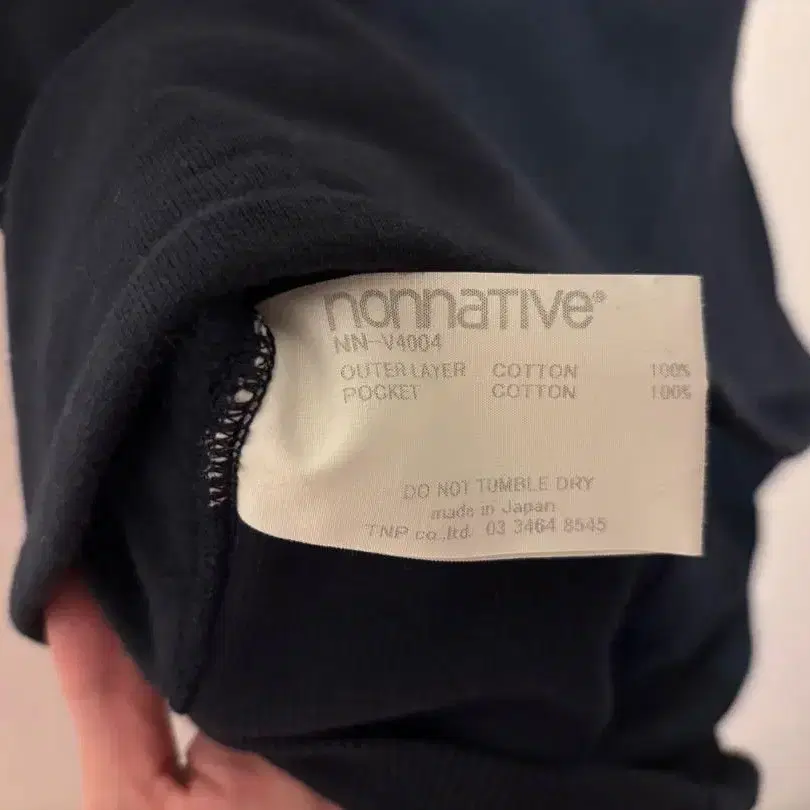 nonnative®
NN-V4004
OUTER LAYER COTTON 100%
POCKET COTTON 100%
DO NOT TUMBLE DRY
made in Japan
TNP co.,ltd. 03 3464 8545